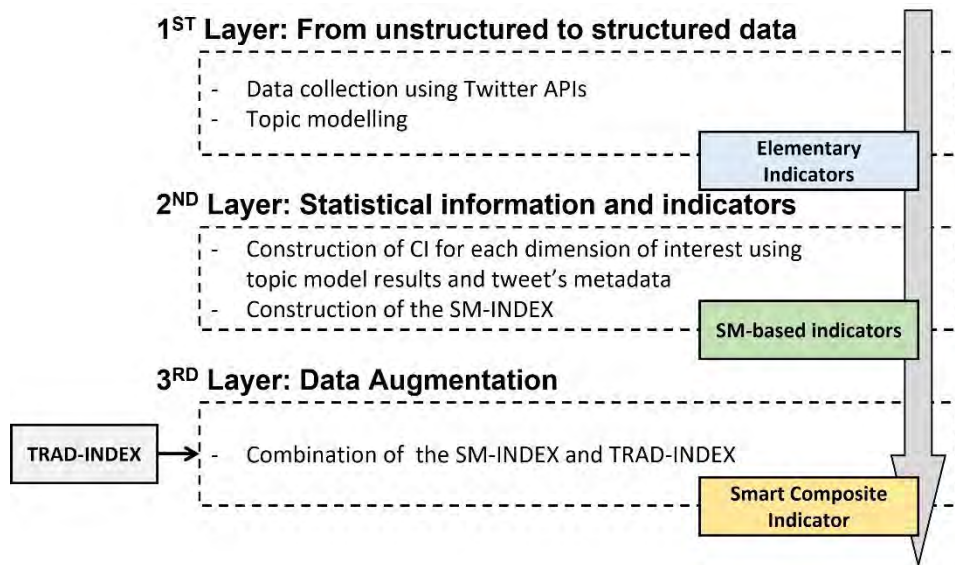 1ST Layer: From unstructured to structured data
- Data collection using Twitter APIs
- Topic modelling
Elementary
Indicators
2ND Layer: Statistical information and indicators
- Construction of CI for each dimension of interest using
topic model results and tweet's metadata
- Construction of the SM-INDEX
SM-based indicators
3RD Layer: Data Augmentation
TRAD-INDEX
- Combination of the SM-INDEX and TRAD-INDEX
Smart Composite
Indicator